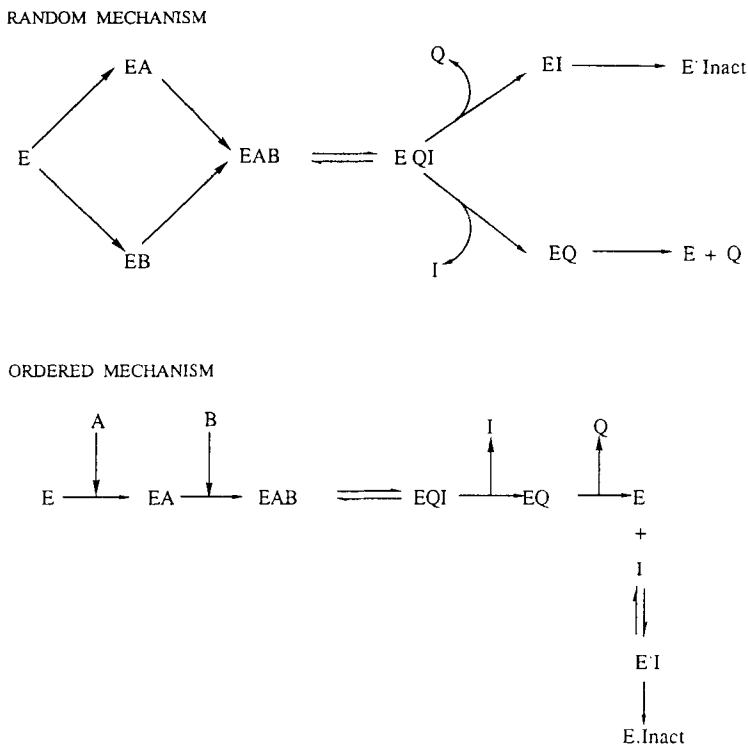 RANDOM MECHANISM
EA
Q
EI
E·Inact
E
EAB
E QI
EB
I
EQ
E + Q
ORDERED MECHANISM
A
B
I
Q
E
EA
EAB
EQI
EQ
E
+
I
E·I
E.Inact